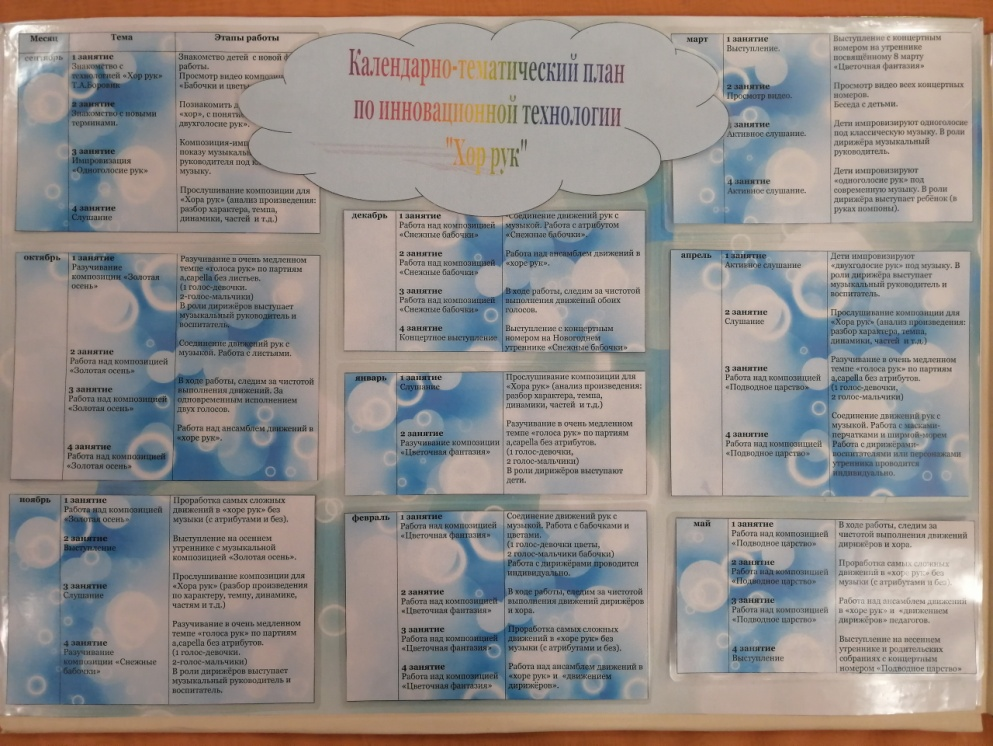 Календарно-тематический план
по инновационной технологии
"Хор рук"
Месяц Тема Этапы работы
сентябрь
1 занятие
Знакомство с
технологией «Хор рук»
Т.А.Боровик
2 занятие
Знакомство с новыми
терминами.
3 занятие
Импровизация
«Одноголосие рук»
4 занятие
Слушание
Знакомство детей с новой
работы.
Просмотр видео
«Бабочки и
Познакомить
«хор», с
двухголосие рук».
показу
руководителя под
музыку.
Прослушивание композиции для
«Хора рук» (анализ произведения:
разбор характера, темпа,
динамики, частей и т.д.)
октябрь
1 занятие
Разучивание
композиции «Золотая
осень»
2 занятие
Работа над композицией
«Золотая осень»
3 занятие
Работа над композицией
«Золотая осень»
4 занятие
Работа над композицией
«Золотая осень»
Разучивание в очень медленном
темпе «голоса рук» по партиям
a,capella без листьев.
(1 голос-девочки.
2-голос-мальчики)
В роли дирижёров выступает
музыкальный руководитель и
воспитатель.
Соединение движений рук с
музыкой. Работа с листьями.
В ходе работы, следим за чистотой
выполнения движений. За
одновременным исполнением
двух голосов.
Работа над ансамблем движений в
«хоре рук».
ноябрь
1 занятие
Работа над композицией
«Золотая осень»
2 занятие
Выступление
3 занятие
Слушание
4 занятие
Разучивание
композиции «Снежные
бабочки»
Проработка самых сложных
движений в «хоре рук» без
музыки (с атрибутами и без).
Выступление на осеннем
утреннике с музыкальной
композицией «Золотая осень».
Прослушивание композиции для
«Хора рук» (разбор произведения
по характеру, темпу, динамике,
частям и т.д.)
Разучивание в очень медленном
темпе «голоса рук» по партиям
a,capella без атрибутов.
(1 голос-девочки.
2-голос-мальчики)
В роли дирижёров выступает
музыкальный руководитель и
воспитатель.
декабрь
1 занятие
Работа над композицией
«Снежные бабочки»
2 занятие
Работа над композицией
«Снежные бабочки»
3 занятие
Работа над композицией
«Снежные бабочки»
4 занятие
Концертное выступление
Соединение движений рук с
музыкой. Работа с атрибутом
«Снежные бабочки».
Работа над ансамблем движений в
«хоре рук».
В ходе работы, следим за чистотой
выполнения движений обоих
голосов.
Выступление с концертным
номером на Новогоднем
утреннике «Снежные бабочки»
январь
1 занятие
Слушание
2 занятие
Разучивание композиции
«Цветочная фантазия»
Прослушивание композиции для
«Хора рук» (анализ произведения:
разбор характера, темпа,
динамики, частей и т.д.)
Разучивание в очень медленном
темпе «голоса рук» по партиям
a,capella без атрибутов.
(1 голос-девочки,
2 голос-мальчики)
В роли дирижёров выступают
дети.
февраль
1 занятие
Работа над композицией
«Цветочная фантазия»
2 занятие
Работа над композицией
«Цветочная фантазия»
3 занятие
Работа над композицией
«Цветочная фантазия»
4 занятие
Работа над композицией
«Цветочная фантазия»
Соединение движений рук с
музыкой. Работа с бабочками и
цветами.
(1 голос-девочки цветы,
2 голос-мальчики бабочки)
Работа с дирижёрами проводится
индивидуально.
В ходе работы, следим за чистотой
выполнения движений дирижёров
и хора.
Проработка самых сложных
движений в «хоре рук» без
музыки (с атрибутами и без).
Работа над ансамблем движений в
«хоре рук» и «движением
дирижёров».
март
1 занятие
Выступление.
2 занятие
Просмотр видео.
занятие
Активное слушание.
4 занятие
Активное слушание.
Выступление с концертным
номером на утреннике
посвящённому 8 марту
«Цветочная фантазия»
Просмотр видео всех концертных
номеров.
Беседа с детьми.
Дети импровизируют одноголосие
под классическую музыку. В роли
дирижёра музыкальный
руководитель.
Дети импровизируют
«одноголосие рук» под
современную музыку. В роли
дирижёра выступает ребёнок (в
руках помпоны).
апрель
1 занятие
Активное слушание
2 занятие
Слушание
3 занятие
Работа над композицией
«Подводное царство»
4 занятие
Работа над композицией
«Подводное царство»
Дети импровизируют
«двухголосие рук» под музыку. В
роли дирижёра выступает
музыкальный руководитель и
воспитатель.
Прослушивание композиции для
«Хора рук» (анализ произведения:
разбор характера, темпа,
динамики, частей и т.д.)
Разучивание в очень медленном
темпе «голоса рук» по партиям
a,capella без атрибутов.
(1 голос-девочки,
2 голос-мальчики)
Соединение движений рук с
музыкой. Работа с масками-
перчатками и ширмой-морем
Работа с дирижёрами-
воспитателями или персонажами
утренника проводится
индивидуально.
май
1 занятие
Работа над композицией
«Подводное царство»
2 занятие
Работа над композицией
«Подводное царство»
3 занятие
Работа над композицией
«Подводное царство»
4 занятие
Выступление
В ходе работы, следим за
чистотой выполнения движений
дирижёров и хора.
Проработка самых сложных
движений в «хоре рук» без
музыки (с атрибутами и без).
Работа над ансамблем движений
в «хоре рук» и «движением
дирижёров» педагогов.
Выступление на весеннем
утреннике и родительских
собраниях с концертным
номером «Подводное царство»